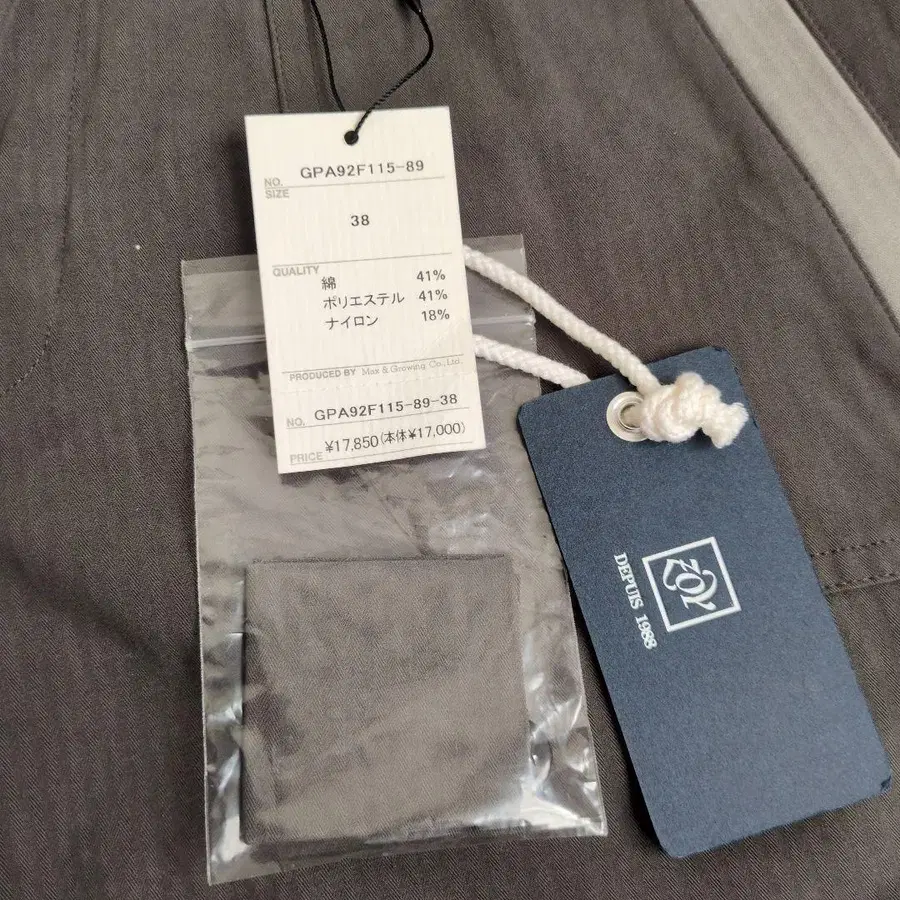 NO. GPA92F115-89
SIZE
38
QUALITY
綿 41%
ポリエステル 41%
ナイロン 18%
PRODUCED BY Max & Growing Co., Ltd.
NO. GPA92F115-89-38
PRICE ¥17,850(本体¥17,000)
ZOY
DEPUIS 1988